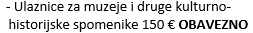 - Ulaznice za muzeje i druge kulturno-
historijske spomenike 150 € OBAVEZNO